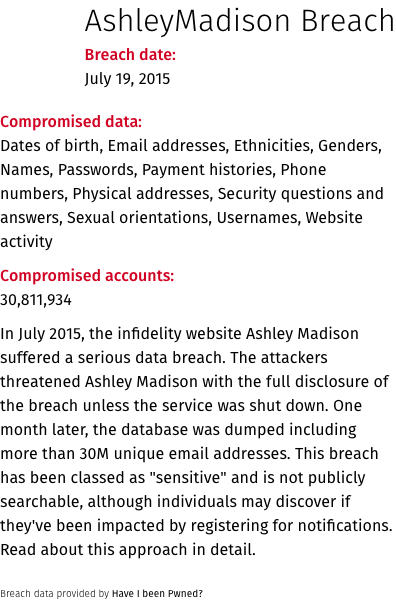 AshleyMadison Breach
Breach date:
July 19, 2015
Compromised data:
Dates of birth, Email addresses, Ethnicities, Genders,
Names, Passwords, Payment histories, Phone
numbers, Physical addresses, Security questions and
answers, Sexual orientations, Usernames, Website
activity
Compromised accounts:
30,811,934
In July 2015, the infidelity website Ashley Madison
suffered a serious data breach. The attackers
threatened Ashley Madison with the full disclosure of
the breach unless the service was shut down. One
month later, the database was dumped including
more than 30M unique email addresses. This breach
has been classed as "sensitive" and is not publicly
searchable, although individuals may discover if
they've been impacted by registering for notifications.
Read about this approach in detail.
Breach data provided by Have I been Pwned?